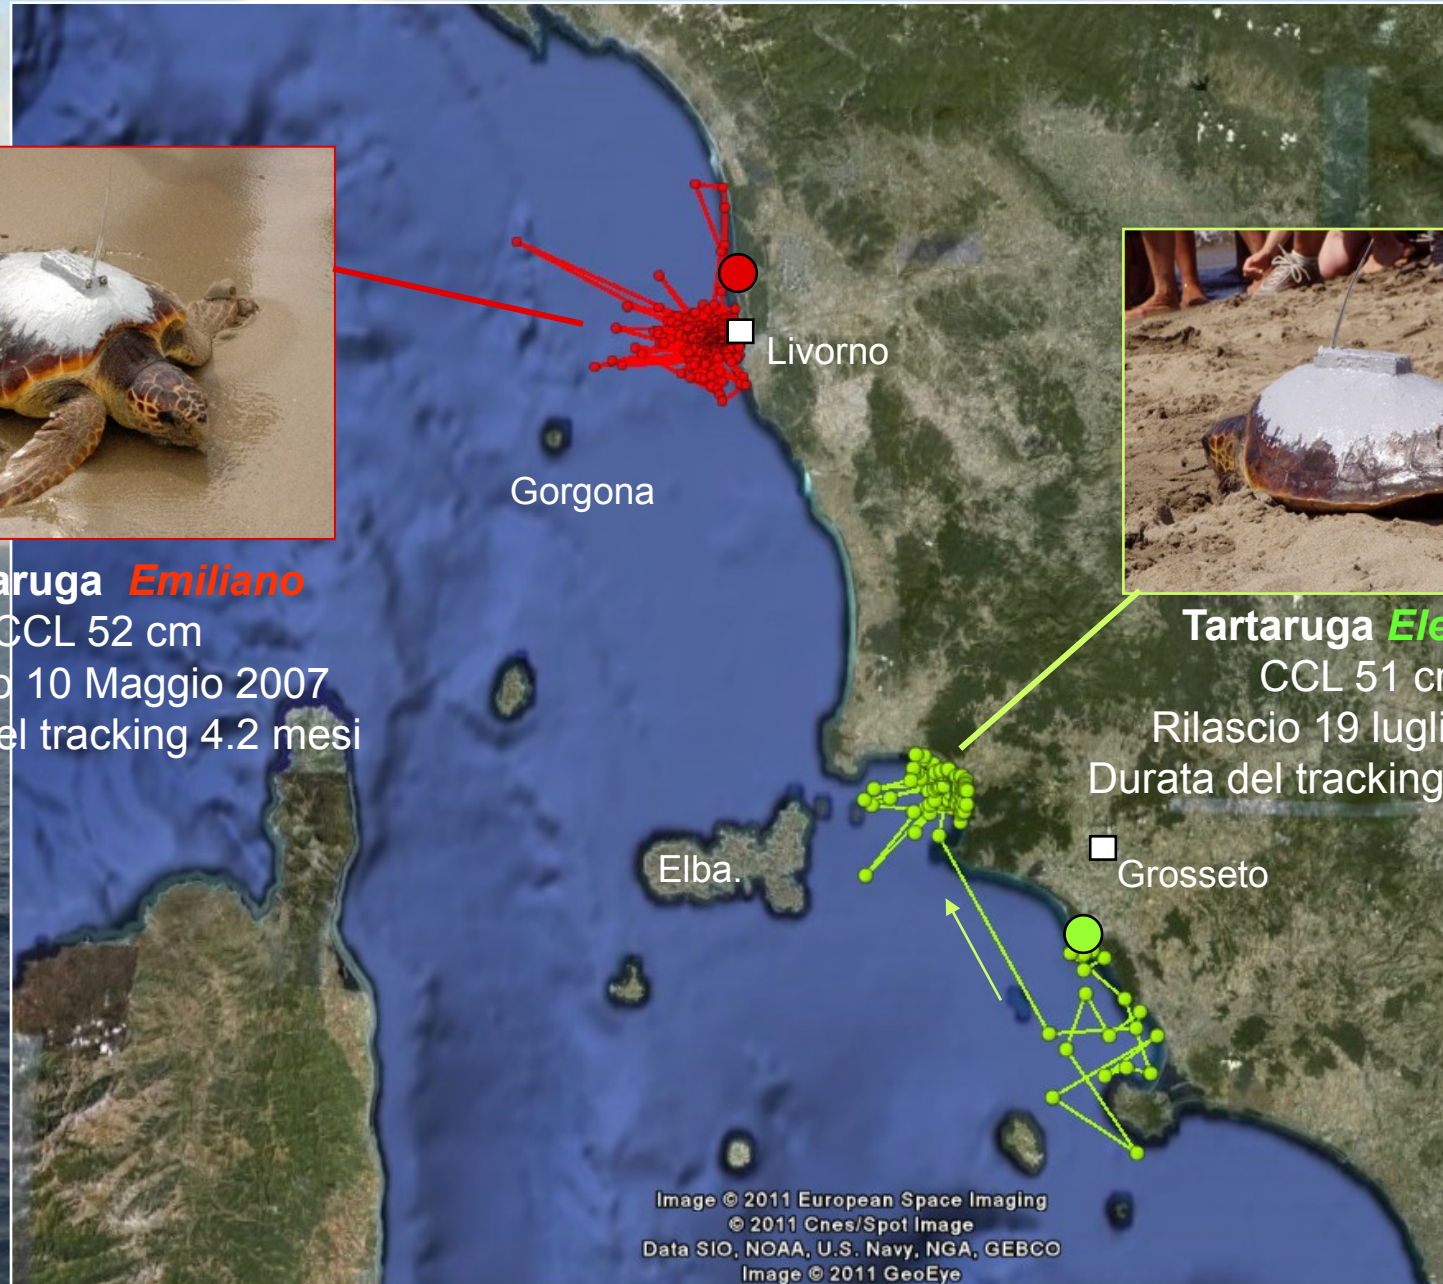 Livorno
Gorgona
aruga Emiliano
CCL 52 cm
o 10 Maggio 2007
el tracking 4.2 mesi
Tartaruga Ele
CCL 51 c
Rilascio 19 lugli
Durata del tracking
Elba.
Grosseto
Image © 2011 European Space Imaging
© 2011 Cnes/Spot Image
Data SIO, NOAA, U.S. Navy, NGA, GEBCO
Image © 2011 GeoEye